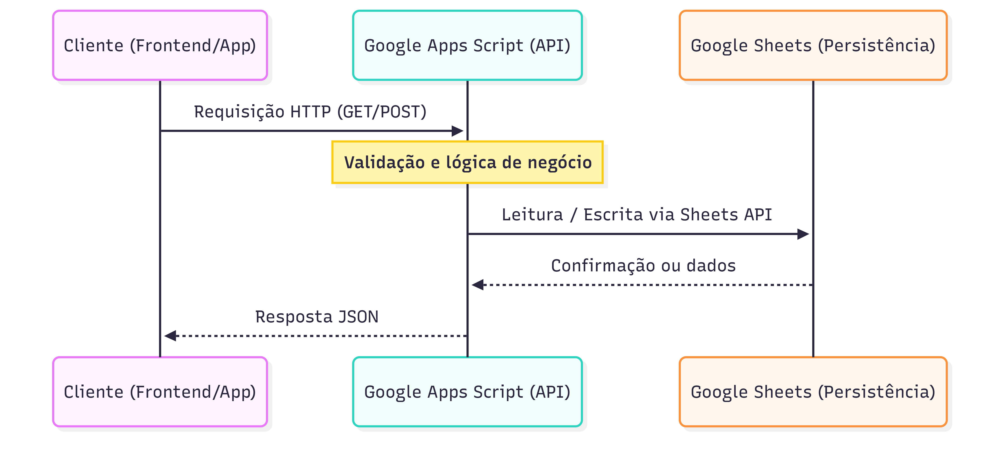 Cliente (Frontend/App)
Google Apps Script (API)
Google Sheets (Persistência)
Requisição HTTP (GET/POST)
Validação e lógica de negócio
Leitura / Escrita via Sheets API
Confirmação ou dados
Resposta JSON
Cliente (Frontend/App)
Google Apps Script (API)
Google Sheets (Persistência)